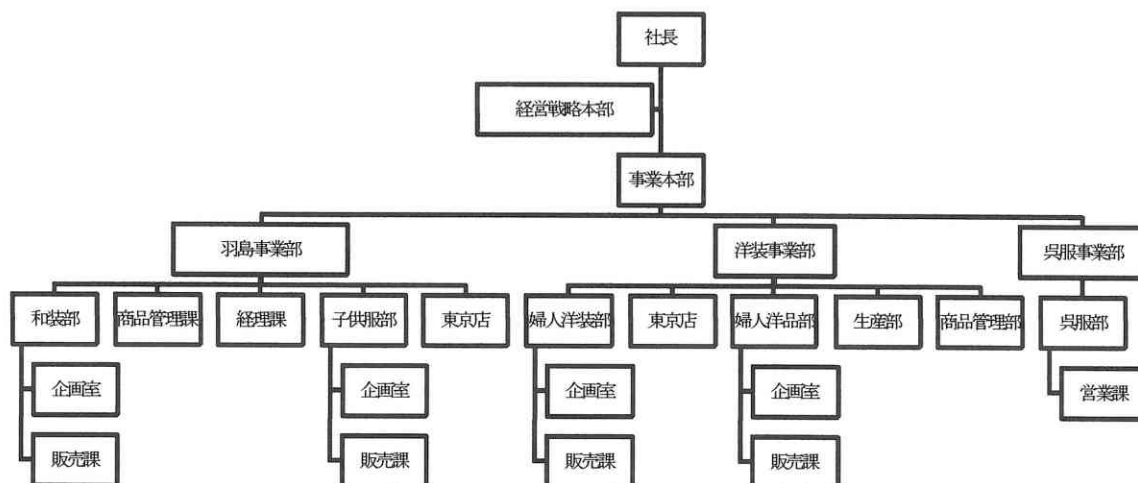 社長
経営戦略本部
事業本部
羽島事業部
洋装事業部
呉服事業部
和装部
商品管理課
経理課
子供服部
東京店
婦人洋装部
東京店
婦人洋品部
生産部
商品管理部
呉服部
企画室
企画室
企画室
企画室
営業課
販売課
販売課
販売課
販売課